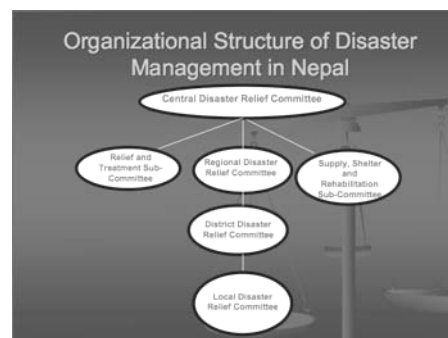 Organizational Structure of Disaster
Management in Nepal
Central Disaster Relief Committee
Relief and
Treatment Sub-
Committee
Regional Disaster
Relief Committee
Supply, Shelter
and
Rehabilitation
Sub-Committee
District Disaster
Relief Committee
Local Disaster
Relief Committee